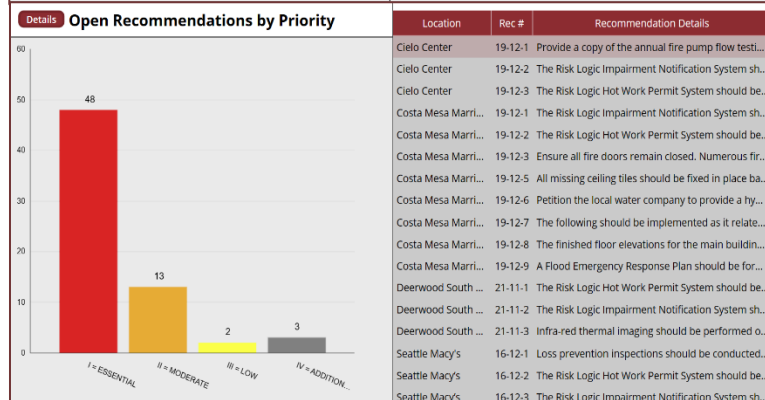 Details Open Recommendations by Priority
60
50
40
30
20
10
0
48
13
2
3
I = ESSENTIAL
II = MODERATE
III = LOW
IV = ADDITION...
Location Rec # Recommendation Details
Cielo Center 19-12-1 Provide a copy of the annual fire pump flow testi...
Cielo Center 19-12-2 The Risk Logic Impairment Notification System sh...
Cielo Center 19-12-3 The Risk Logic Hot Work Permit System should be...
Costa Mesa Marri... 19-12-1 The Risk Logic Impairment Notification System sh...
Costa Mesa Marri... 19-12-2 The Risk Logic Hot Work Permit System should be...
Costa Mesa Marri... 19-12-3 Ensure all fire doors remain closed. Numerous fir...
Costa Mesa Marri... 19-12-5 All missing ceiling tiles should be fixed in place ba...
Costa Mesa Marri... 19-12-6 Petition the local water company to provide a hy...
Costa Mesa Marri... 19-12-7 The following should be implemented as it relate...
Costa Mesa Marri... 19-12-8 The finished floor elevations for the main buildin...
Costa Mesa Marri... 19-12-9 A Flood Emergency Response Plan should be for...
Deerwood South ... 21-11-1 The Risk Logic Hot Work Permit System should be...
Deerwood South ... 21-11-2 The Risk Logic Impairment Notification System sh...
Deerwood South ... 21-11-3 Infra-red thermal imaging should be performed o...
Seattle Macy's 16-12-1 Loss prevention inspections should be conducted...
Seattle Macy's 16-12-2 The Risk Logic Hot Work Permit System should be...
Seattle Macy's 16-12-3 The Risk Logic Impairment Notification System sh...